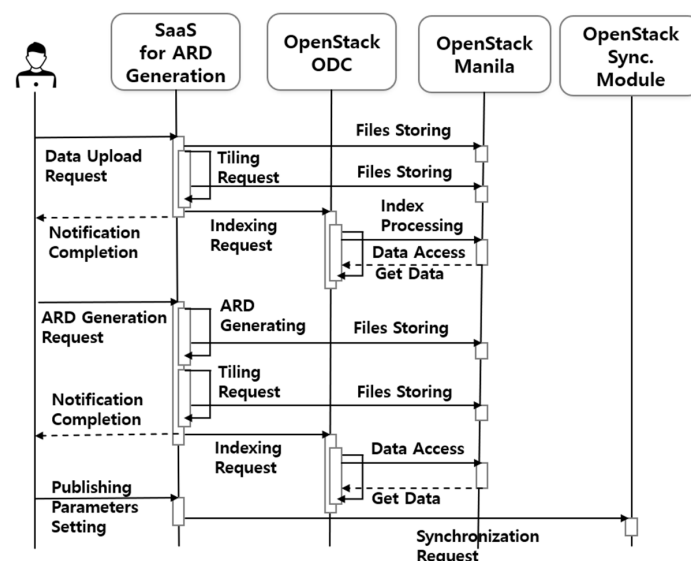 SaaS
for ARD
Generation
OpenStack
ODC
OpenStack
Manila
OpenStack
Sync.
Module
Files Storing
Data Upload
Request
Tiling
Request
Files Storing
Notification
Completion
Indexing
Request
Index
Processing
Data Access
Get Data
ARD Generation
Request
ARD
Generating
Files Storing
Tiling
Request
Files Storing
Notification
Completion
Indexing
Request
Data Access
Get Data
Publishing
Parameters
Setting
Synchronization
Request